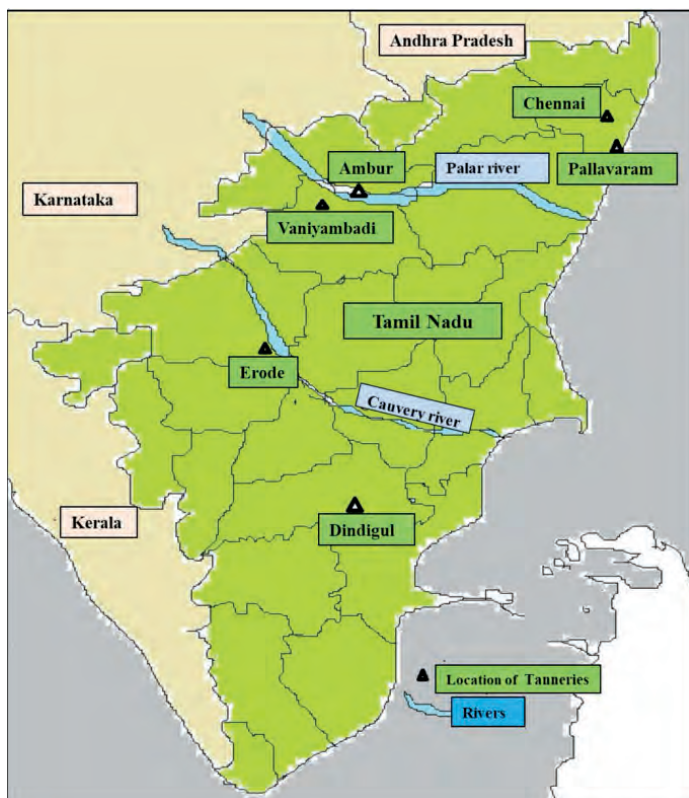 Andhra Pradesh
Chennai
Ambur
Palar river
Pallavaram
Karnataka
Vaniyambadi
Tamil Nadu
Erode
Cauvery river
Kerala
Dindigul
Location of Tanneries
Rivers